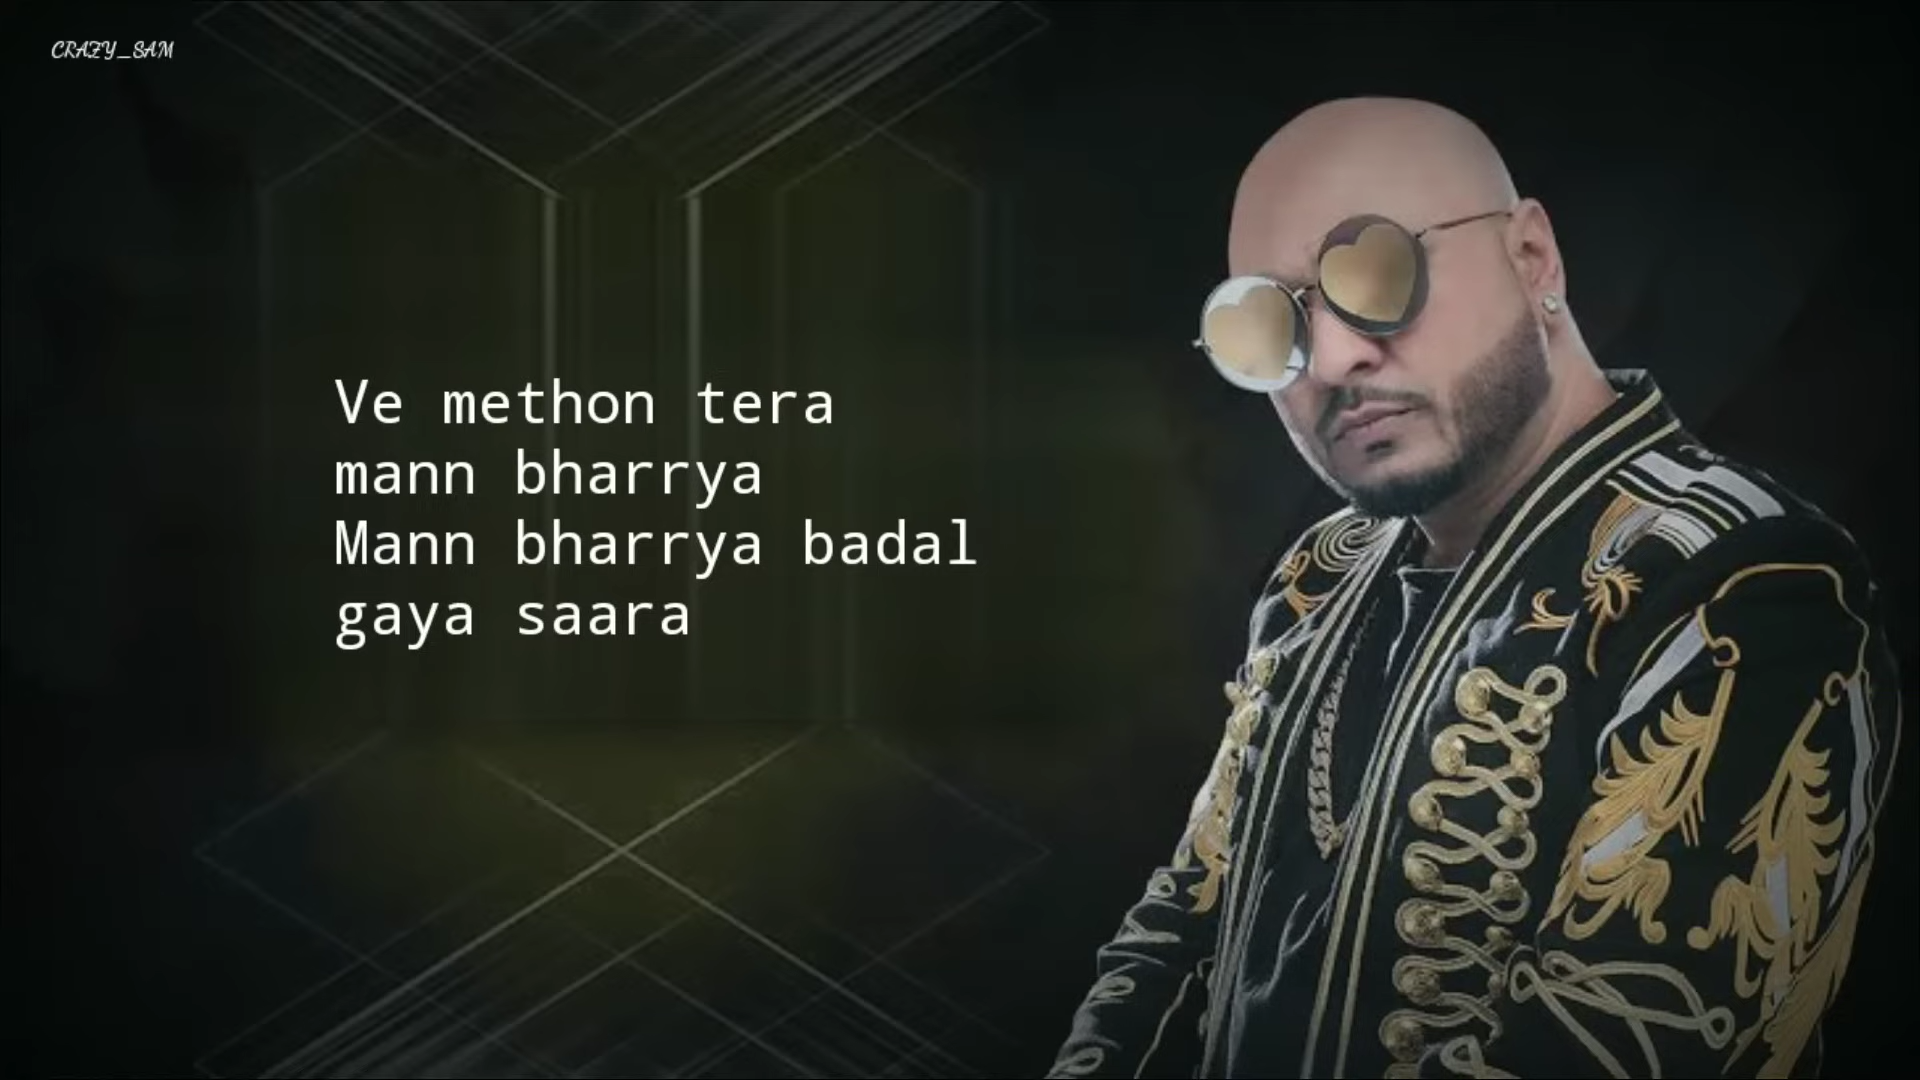 CRAZY_SAM
Ve methon tera
mann bharrya
Mann bharrya badal
gaya saara